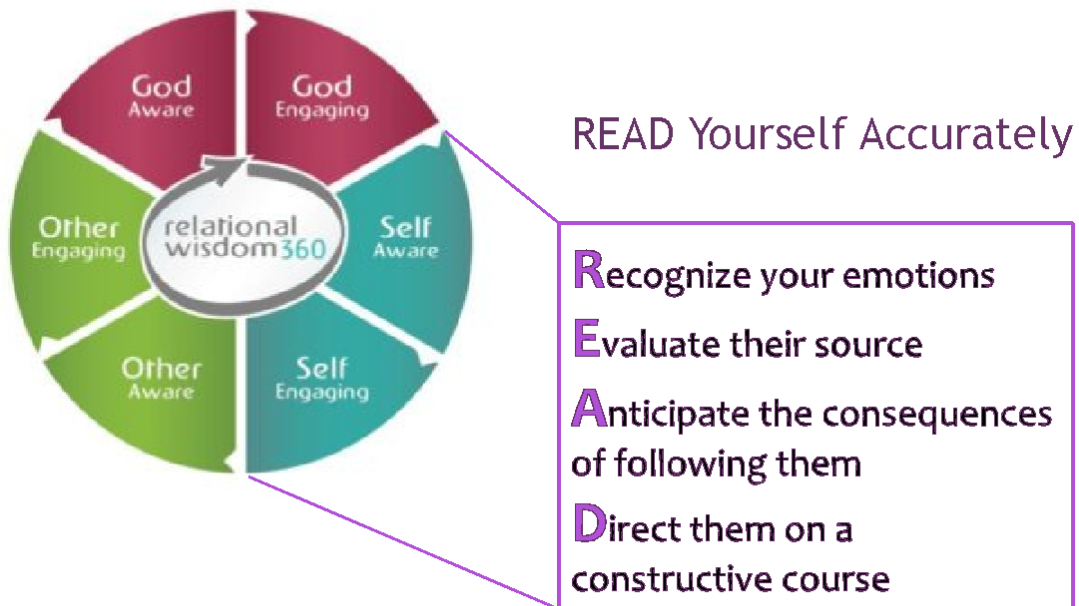 God
Aware
God
Engaging
Other
Engaging
relational
wisdom360
Self
Aware
Other
Aware
Self
Engaging
READ Yourself Accurately
Recognize your emotions
Evaluate their source
Anticipate the consequences
of following them
Direct them on a
constructive course